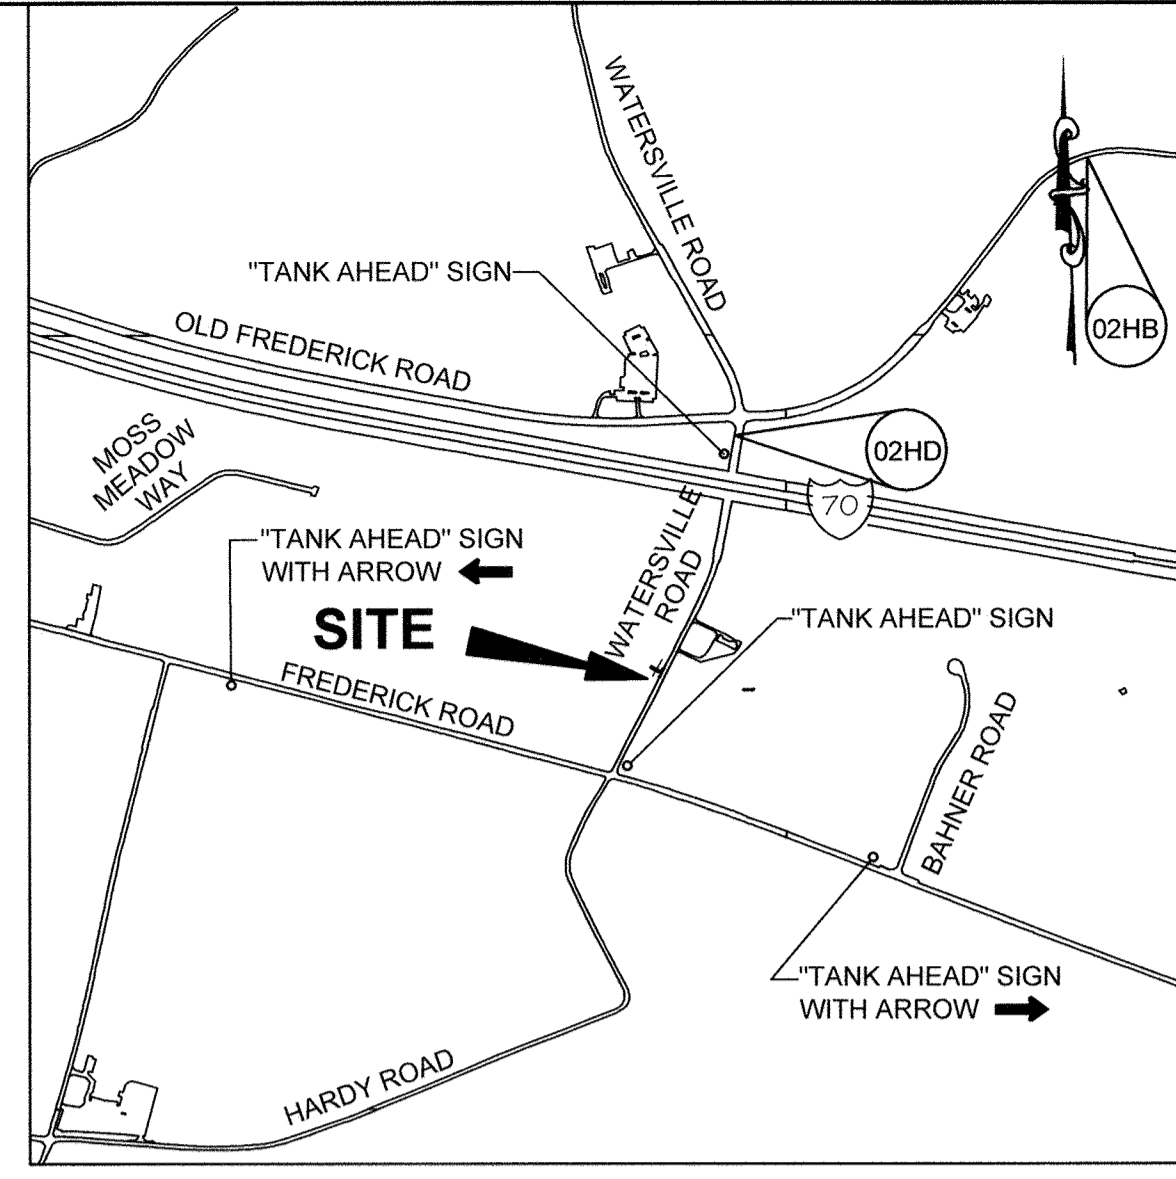 WATERSVILLE ROAD
"TANK AHEAD" SIGN
02HB
OLD FREDERICK ROAD
MOSS
MEADOW
WAY
02HD
70
"TANK AHEAD" SIGN
WITH ARROW
WATERSVILLE
ROAD
SITE
"TANK AHEAD" SIGN
FREDERICK ROAD
BAHNER ROAD
"TANK AHEAD" SIGN
WITH ARROW
HARDY ROAD